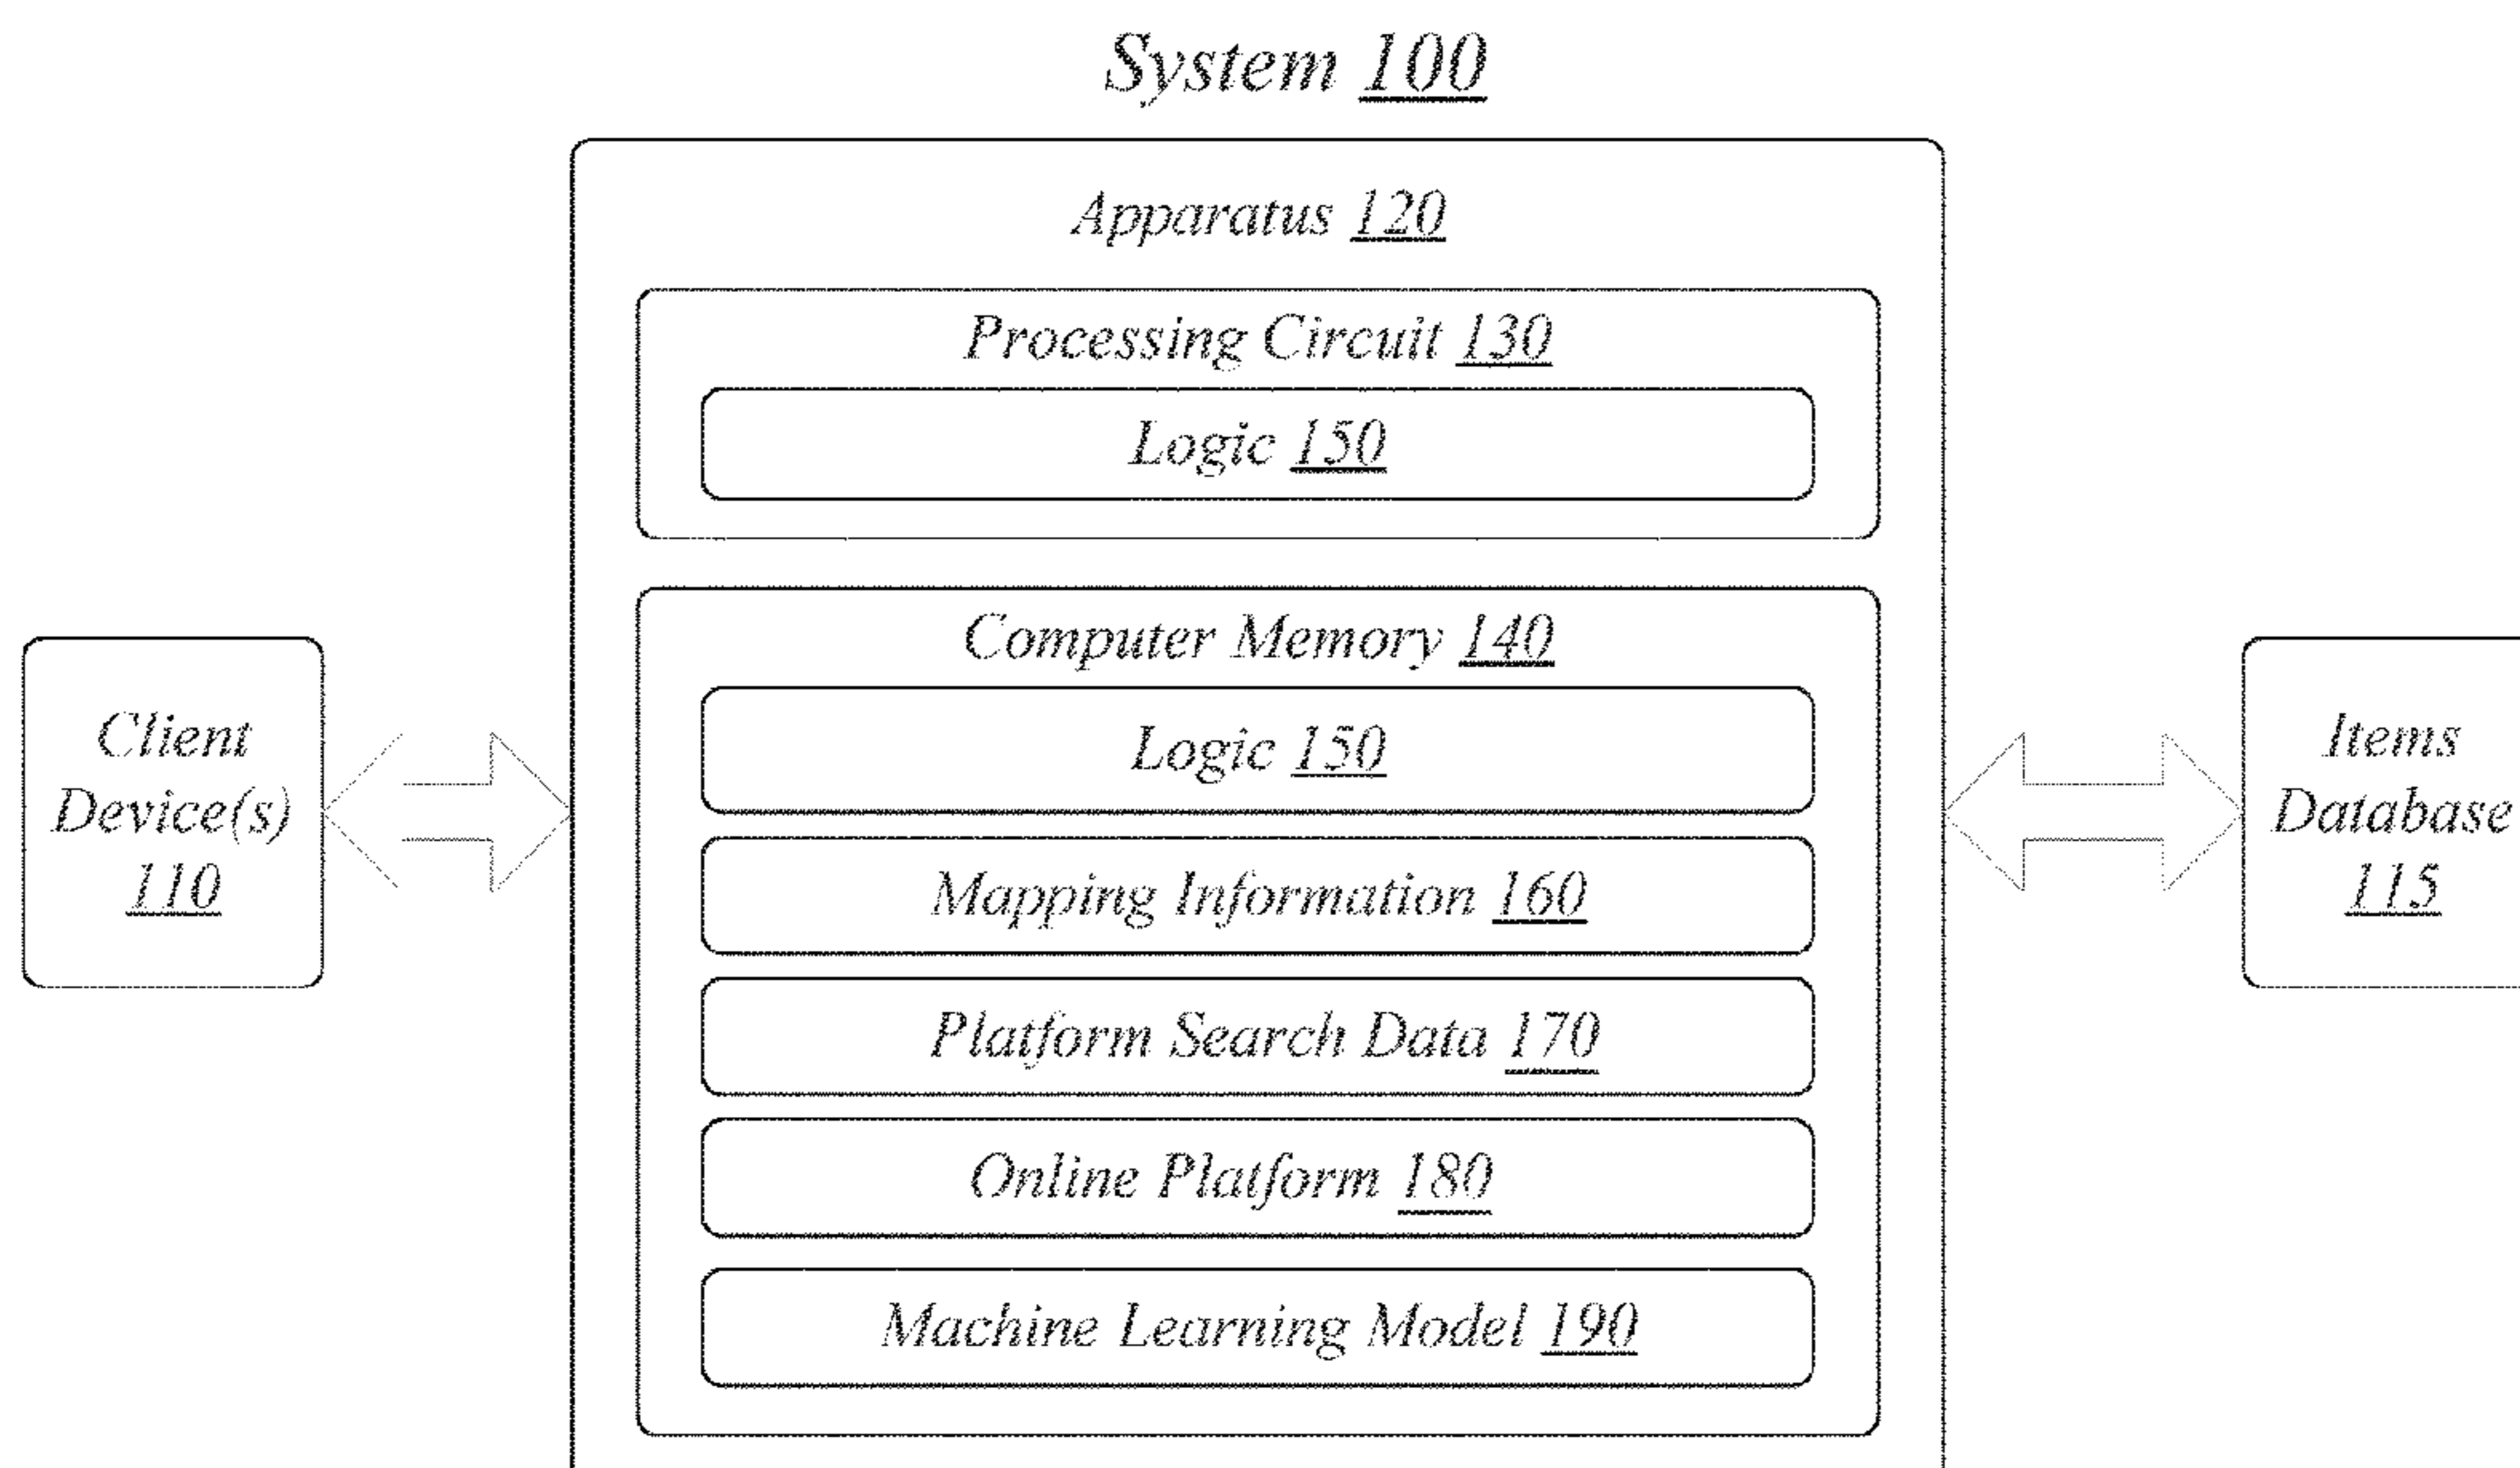 System 100
Apparatus 120
Processing Circuit 130
Logic 150
Computer Memory 140
Logic 150
Mapping Information 160
Platform Search Data 170
Online Platform 180
Machine Learning Model 190
Client
Device(s)
110
Items
Database
115